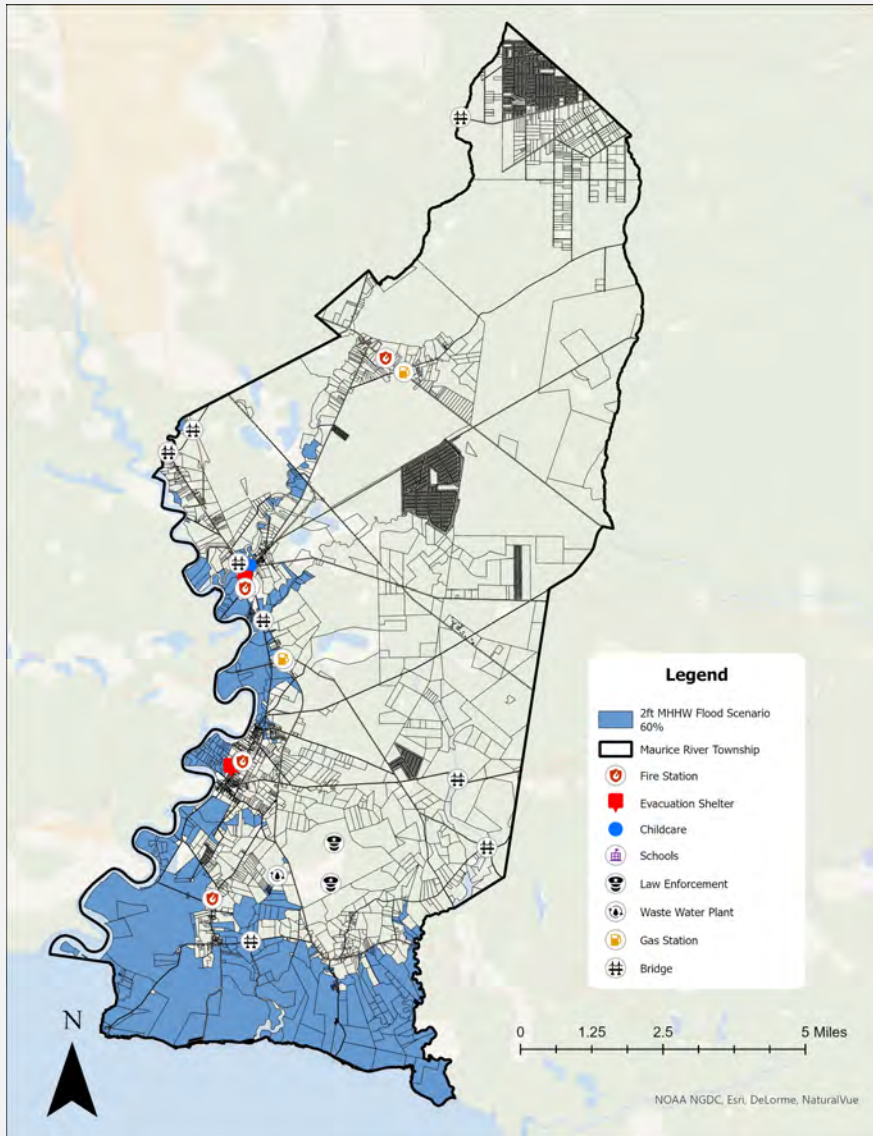 Legend
2ft MHHW Flood Scenario
60%
Maurice River Township
Fire Station
Evacuation Shelter
Childcare
Schools
Law Enforcement
Waste Water Plant
Gas Station
Bridge
N
0 1.25 2.5 5 Miles
NOAA NGDC, Esri, DeLorme, NaturalVue